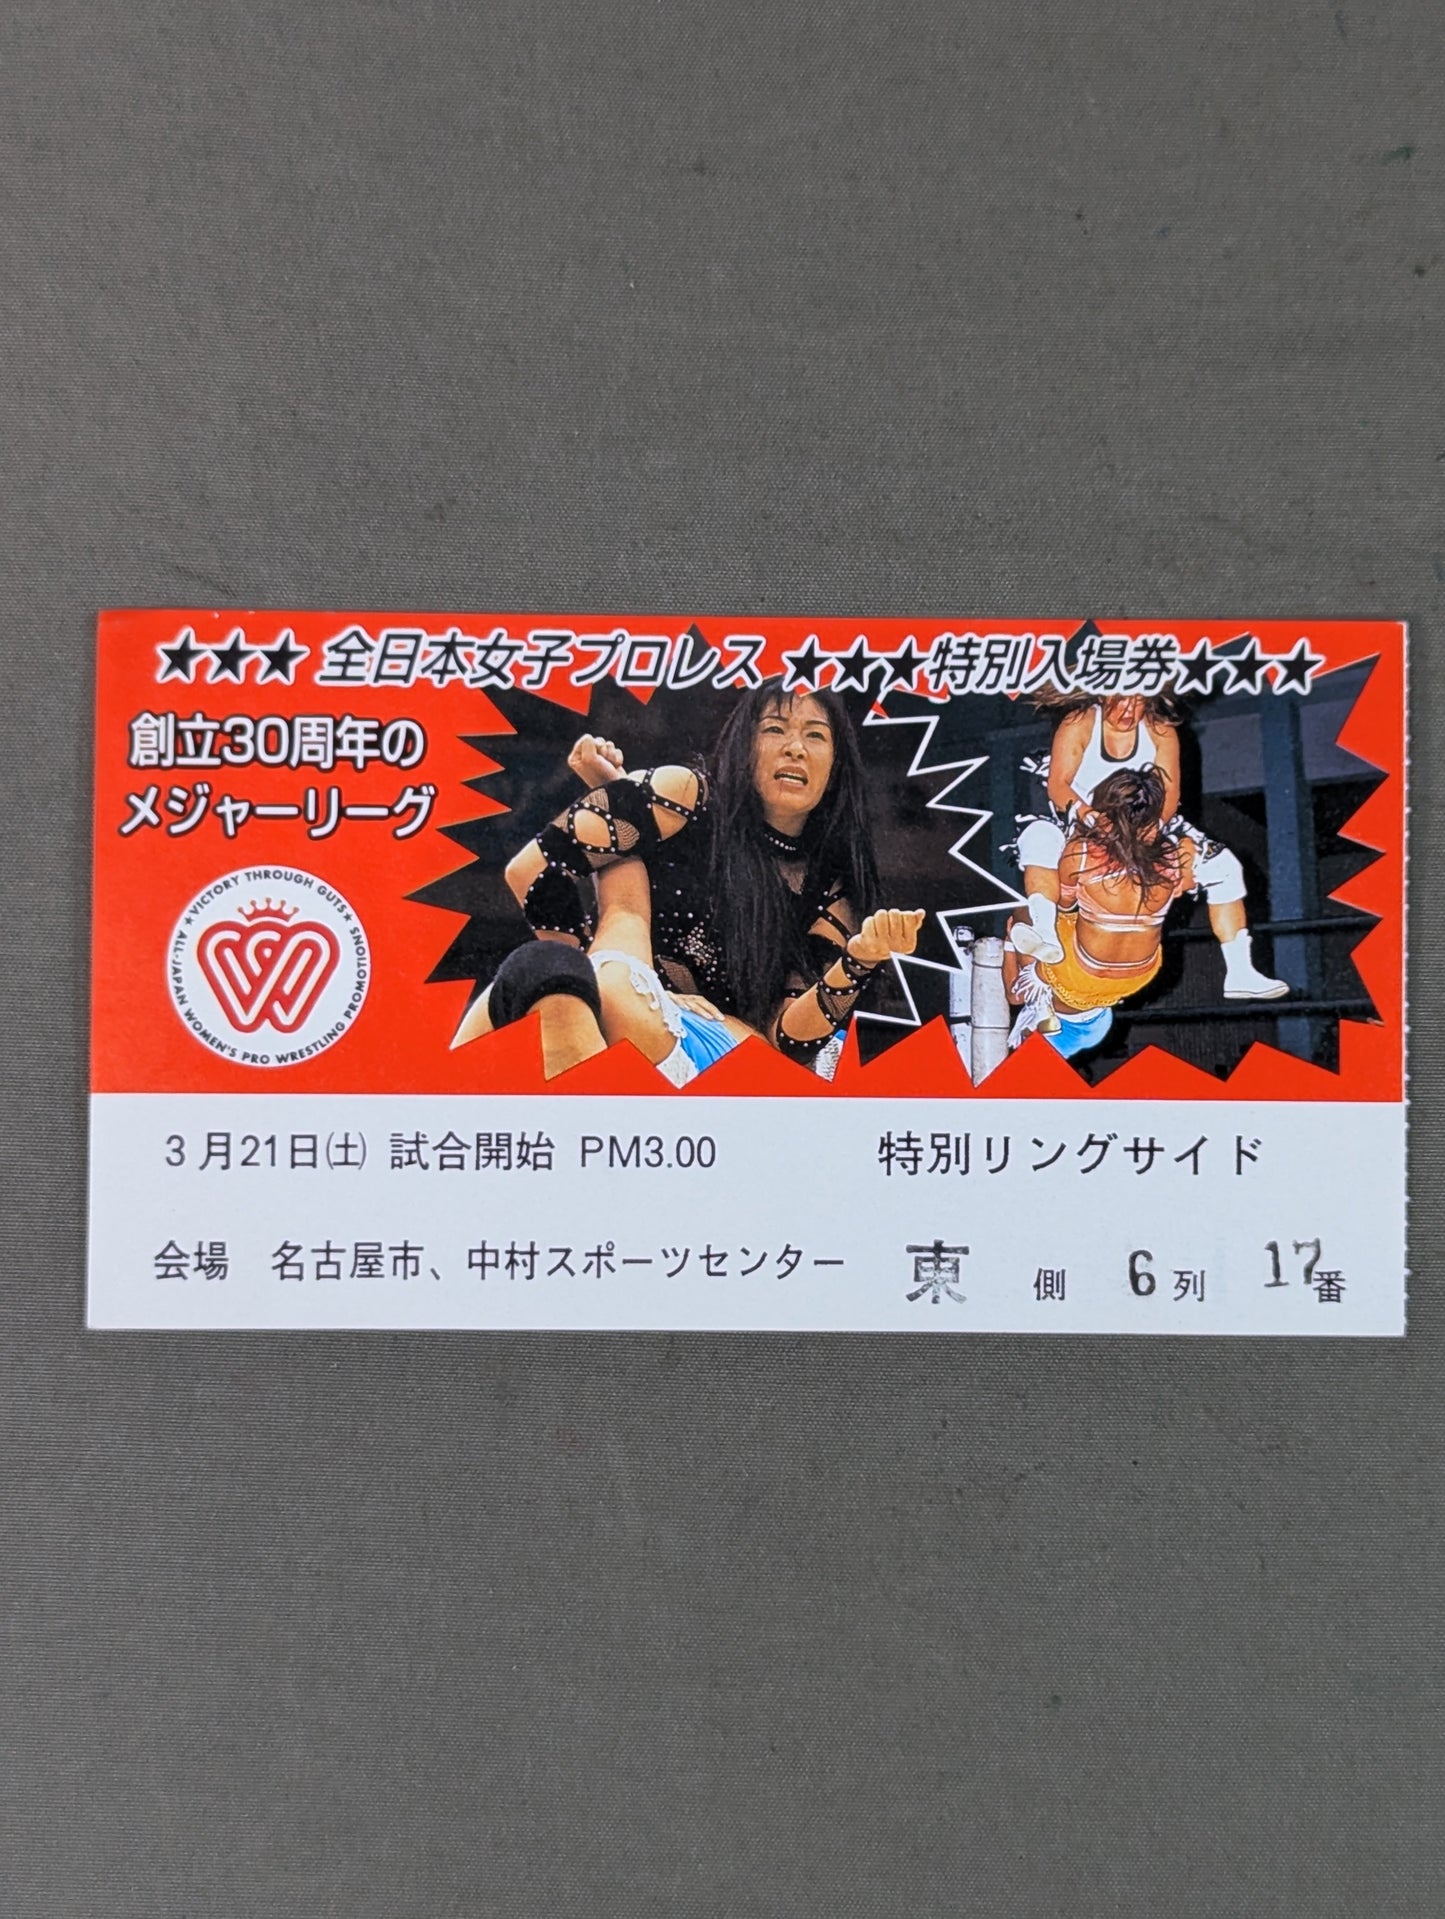 ★★★ 全日本女子プロレス ★★★特別入場券★★★
創立30周年の
メジャーリーグ
★VICTORY THROUGH GUTS★
ALL-JAPAN WOMEN'S PRO WRESTLING PROMOTIONS
3月21日㈯ 試合開始 PM3.00 特別リングサイド
会場 名古屋市、中村スポーツセンター 東 側 6 列 17番